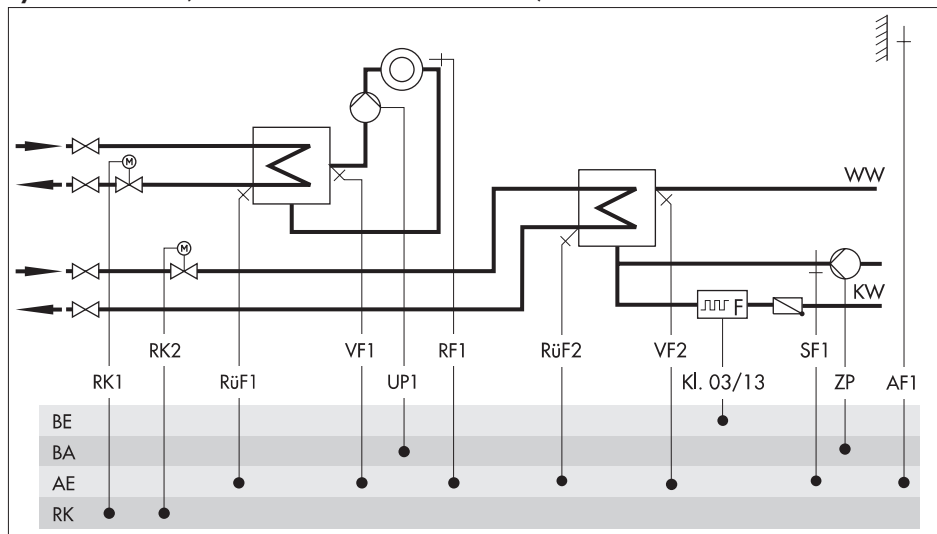 M
M
WW
F
KW
RK2 VF1 RF1 RüF2 VF2 SF1
RK1 RüF1 UP1 Kl. 03/13 ZP AF1
BE
BA
AE
RK